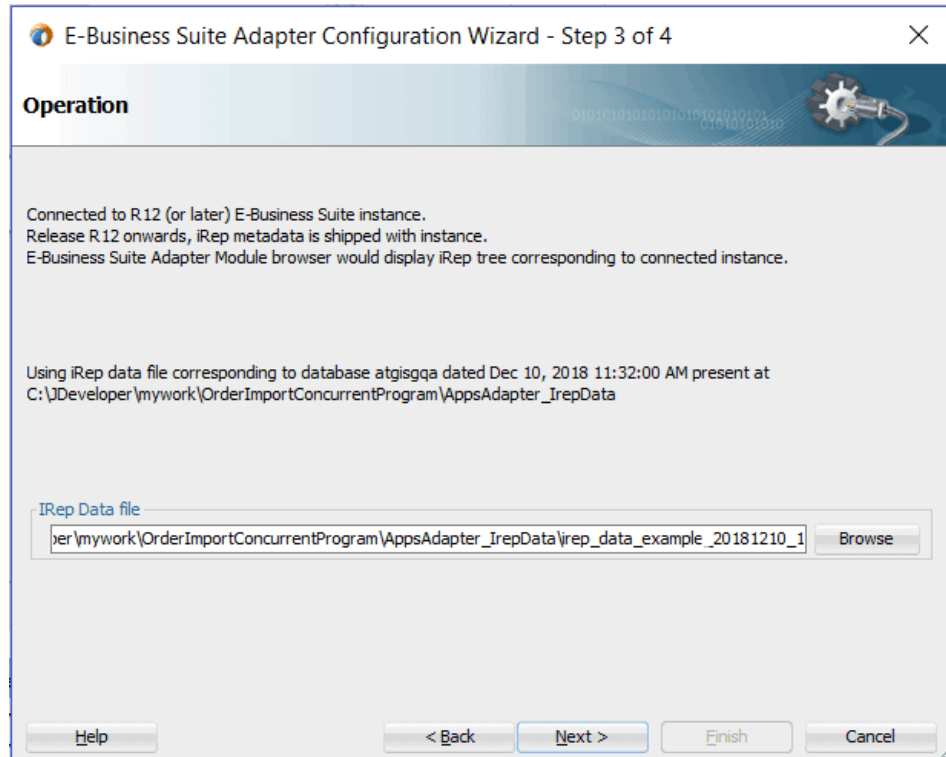 E-Business Suite Adapter Configuration Wizard - Step 3 of 4
Operation
Connected to R12 (or later) E-Business Suite instance.
Release R12 onwards, iRep metadata is shipped with instance.
E-Business Suite Adapter Module browser would display iRep tree corresponding to connected instance.
Using iRep data file corresponding to database atgisgqa dated Dec 10, 2018 11:32:00 AM present at
C:\JDeveloper\mywork\OrderImportConcurrentProgram\AppsAdapter_IrepData
IRep Data file
er\mywork\OrderImportConcurrentProgram\AppsAdapter_IrepData\irep_data_example_20181210_1 Browse
Help < Back Next > Finish Cancel